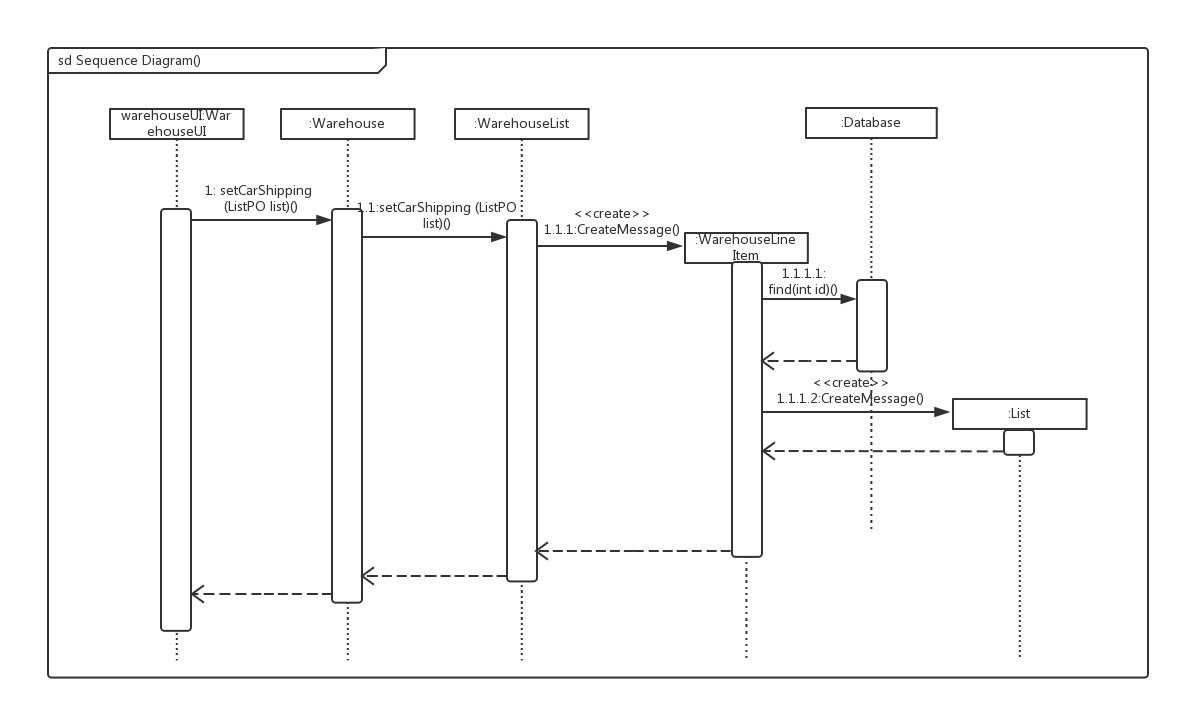 sd Sequence Diagram()
warehouseUI:War
ehouseUI
:Warehouse
:WarehouseList
:Database
1: setCarShipping
(ListPO list)()
1.1:setCarShipping (ListPO
list)()
<<create>>
1.1.1:CreateMessage()
:WarehouseLine
Item
1.1.1.1:
find(int id)()
<<create>>
1.1.1.2:CreateMessage()
:List